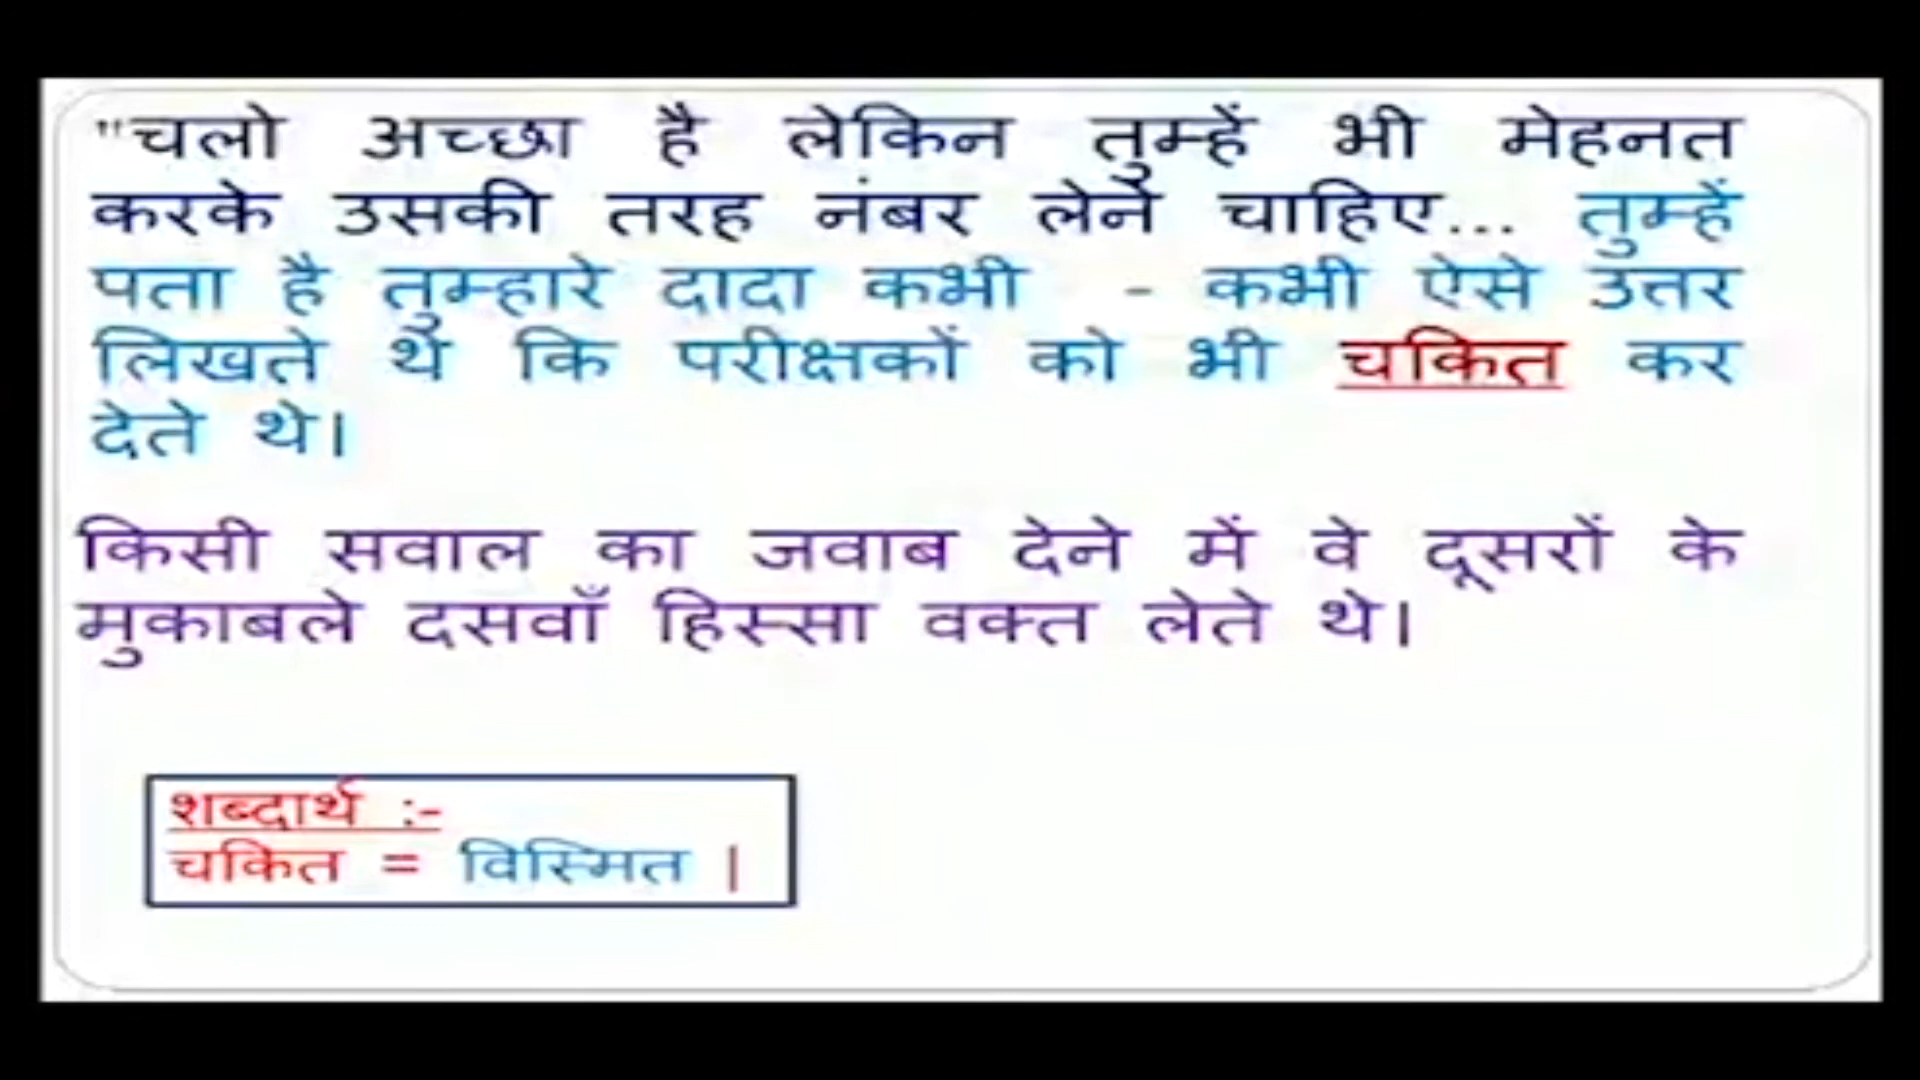 "चलो अच्छा है लेकिन तुम्हें भी मेहनत
करके उसकी तरह नंबर लेने चाहिए... तुम्हें
पता है तुम्हारे दादा कभी - कभी ऐसे उत्तर
लिखते थे कि परीक्षकों को भी चकित कर
देते थे।
किसी सवाल का जवाब देने में वे दूसरों के
मुकाबले दसवाँ हिस्सा वक्त लेते थे।
शब्दार्थ :-
चकित = विस्मित |